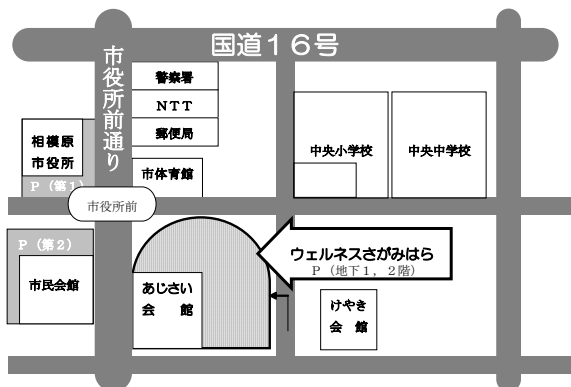 国道１６号
市役所前通り
警察署
ＮＴＴ
郵便局
相模原
市役所
Ｐ（第１）
市体育館
中央小学校
中央中学校
市役所前
Ｐ（第２）
市民会館
あじさい
会　館
ウェルネスさがみはら
Ｐ（地下１，２階）
けやき
会 館